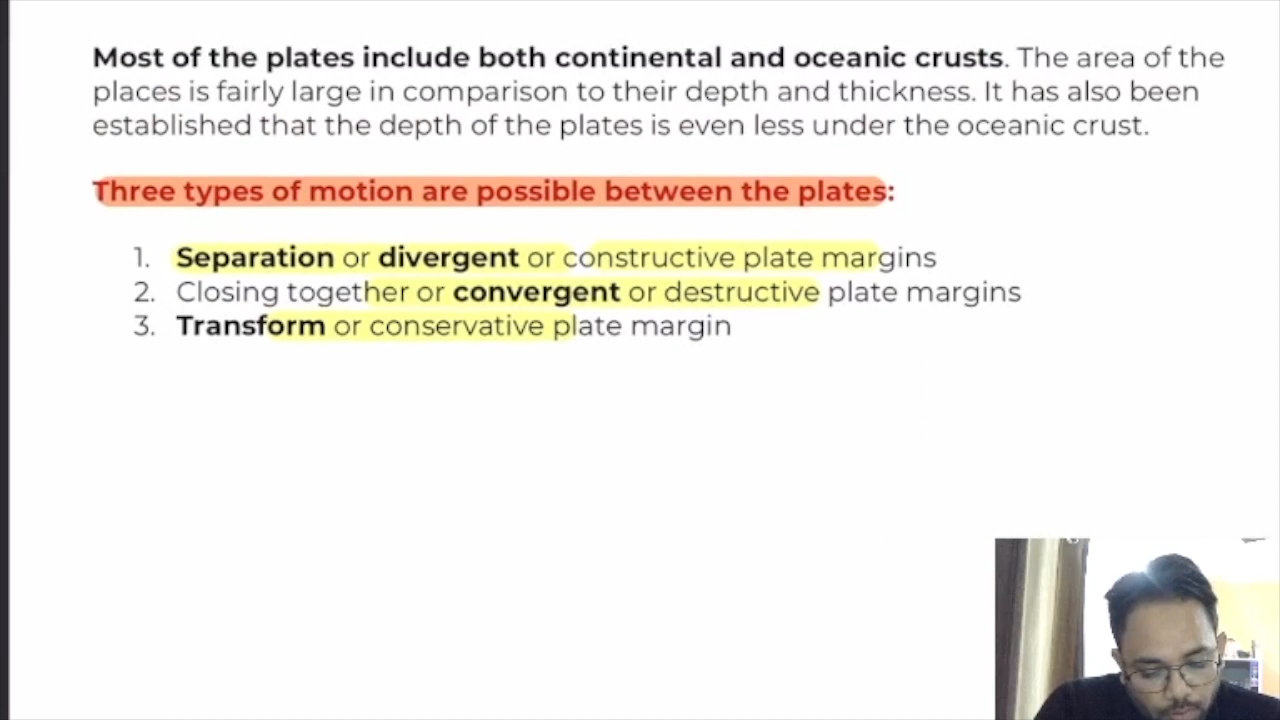 Most of the plates include both continental and oceanic crusts. The area of the
places is fairly large in comparison to their depth and thickness. It has also been
established that the depth of the plates is even less under the oceanic crust.
Three types of motion are possible between the plates:
1. Separation or divergent or constructive plate margins
2. Closing together or convergent or destructive plate margins
3. Transform or conservative plate margin